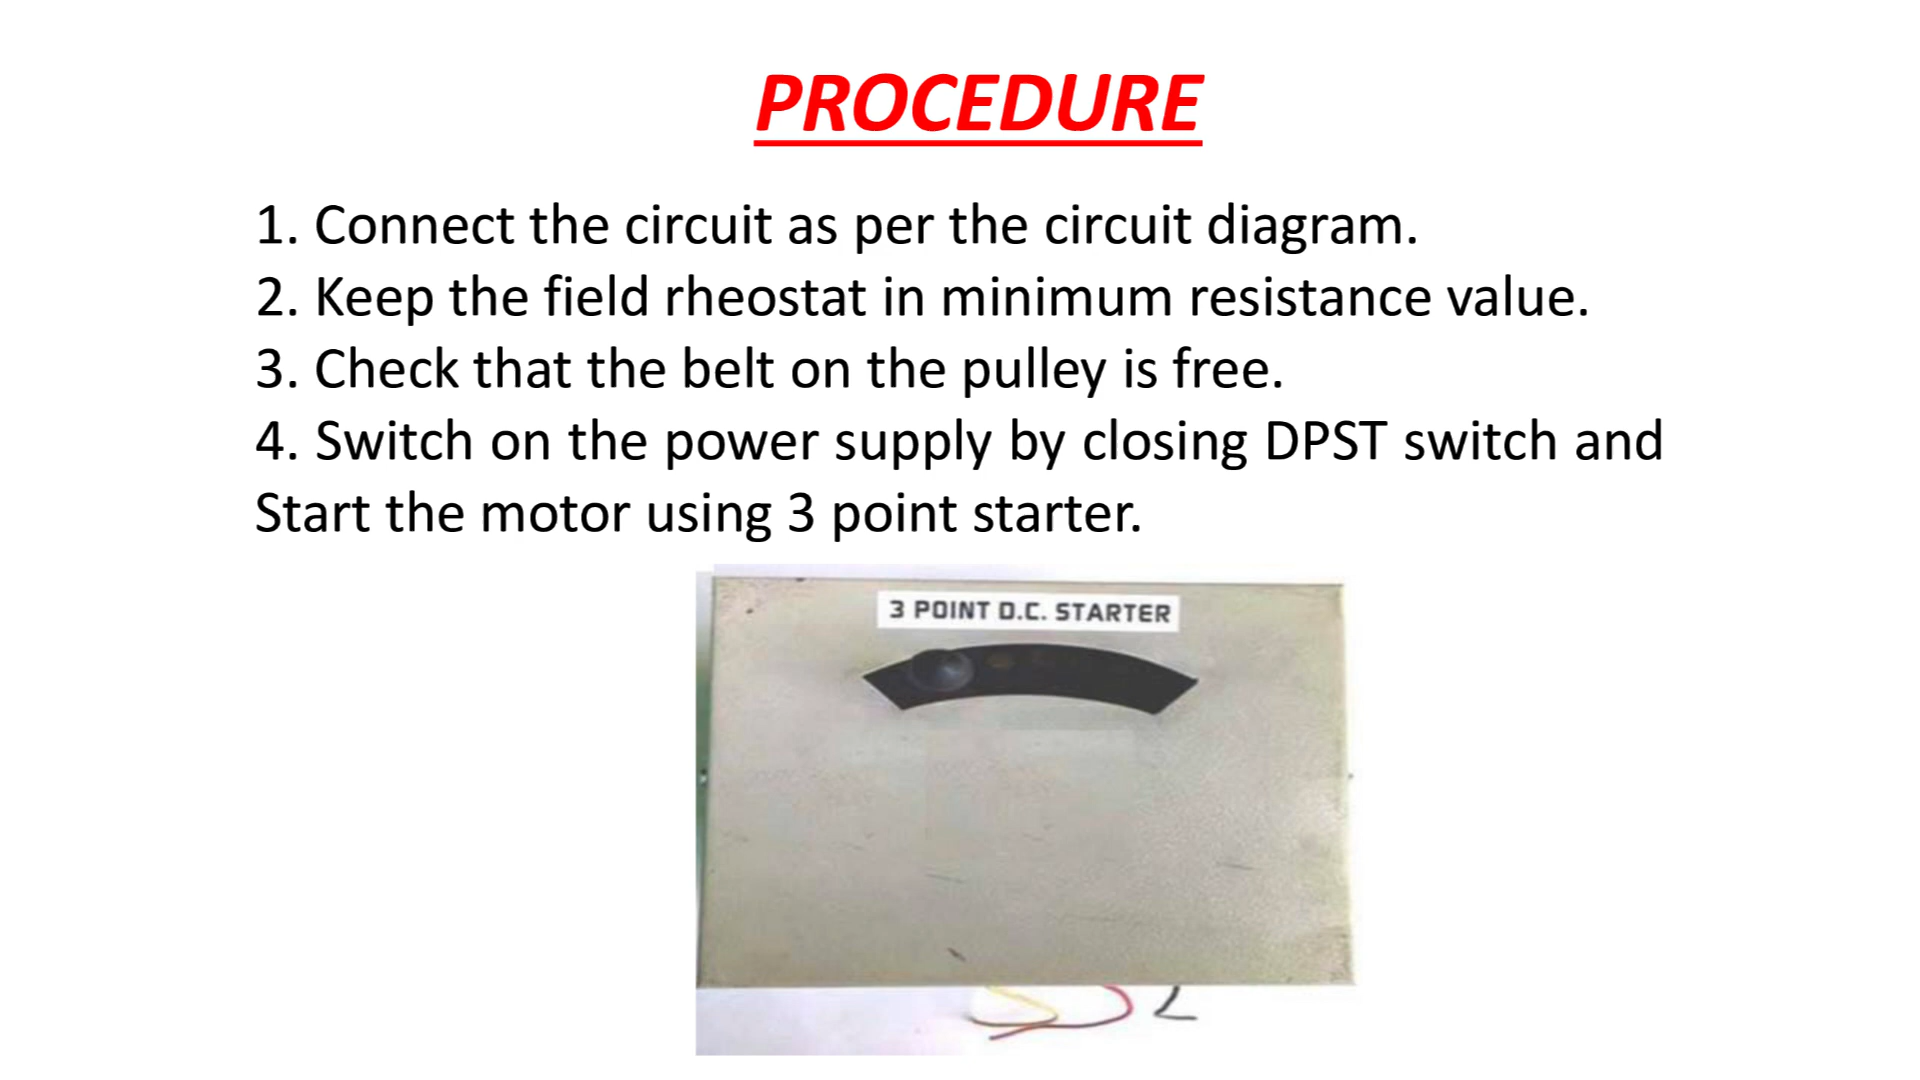 PROCEDURE
1. Connect the circuit as per the circuit diagram.
2. Keep the field rheostat in minimum resistance value.
3. Check that the belt on the pulley is free.
4. Switch on the power supply by closing DPST switch and
Start the motor using 3 point starter.
3 POINT D.C. STARTER